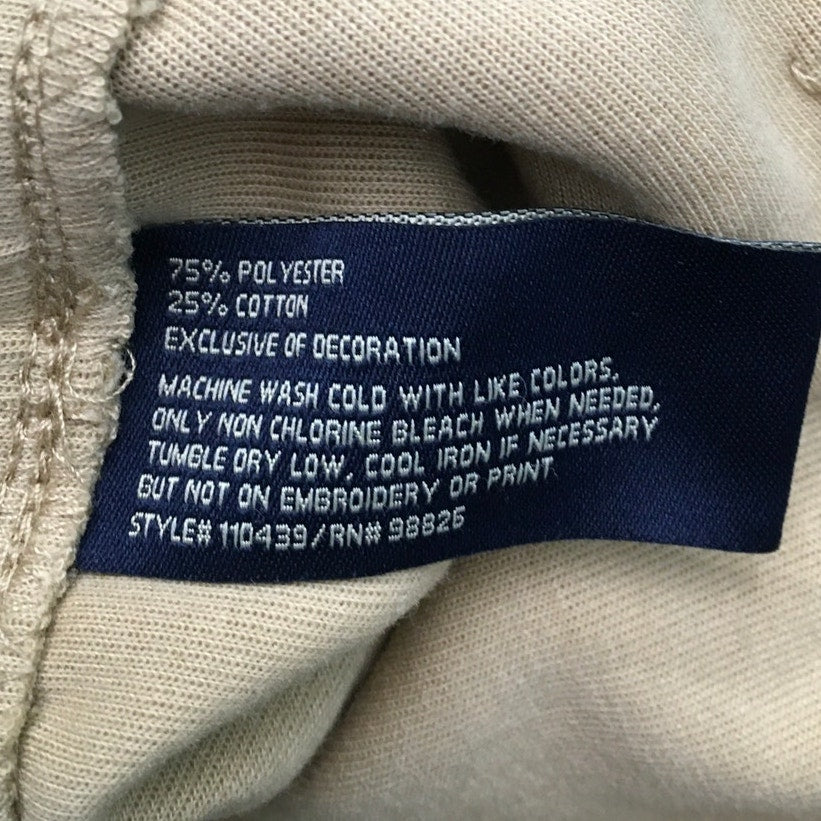 75% POLYESTER
25% COTTON
EXCLUSIVE OF DECORATION
MACHINE WASH COLD WITH LIKE COLORS,
ONLY NON CHLORINE BLEACH WHEN NEEDED,
TUMBLE DRY LOW, COOL IRON IF NECESSARY
BUT NOT ON EMBROIDERY OR PRINT
STYLE# 110439/RN# 98826